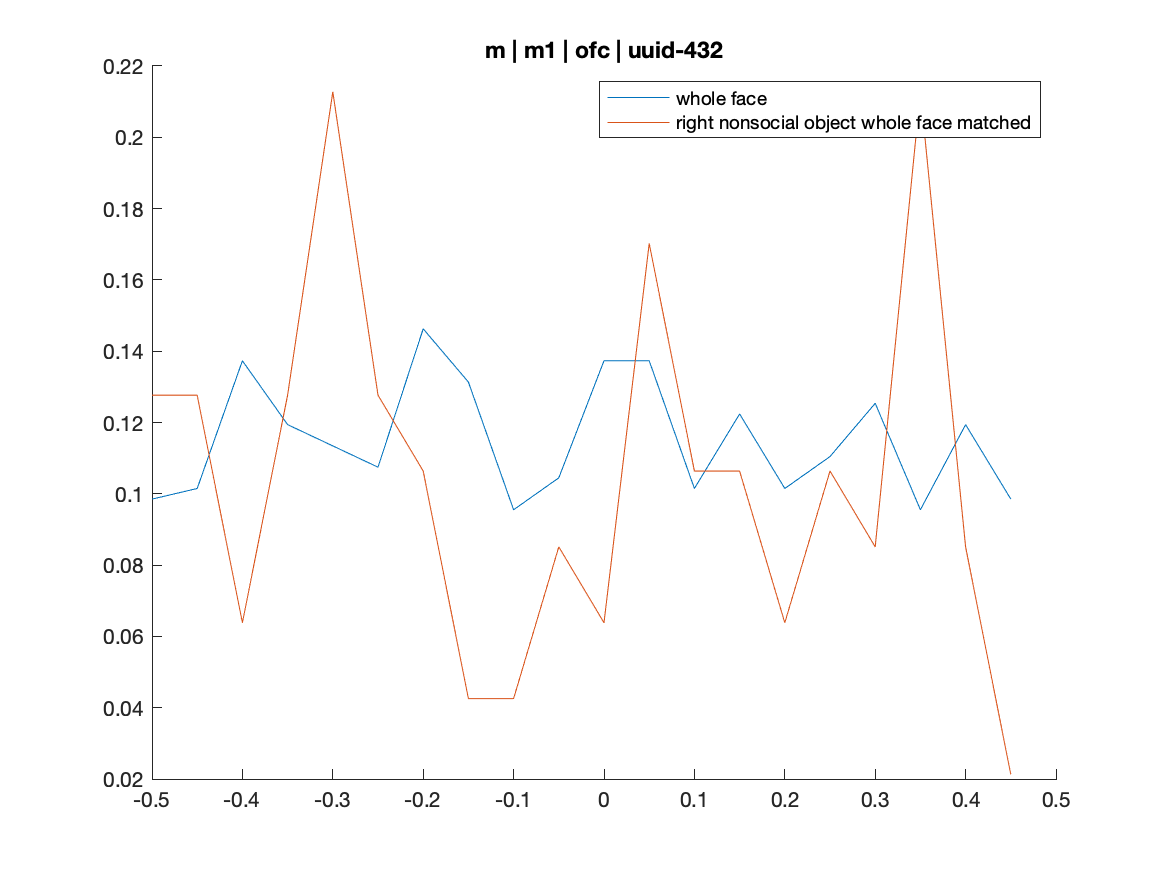 m | m1 | ofc | uuid-432
whole face
right nonsocial object whole face matched
0.22
0.2
0.18
0.16
0.14
0.12
0.1
0.08
0.06
0.04
0.02
-0.5 -0.4 -0.3 -0.2 -0.1 0 0.1 0.2 0.3 0.4 0.5